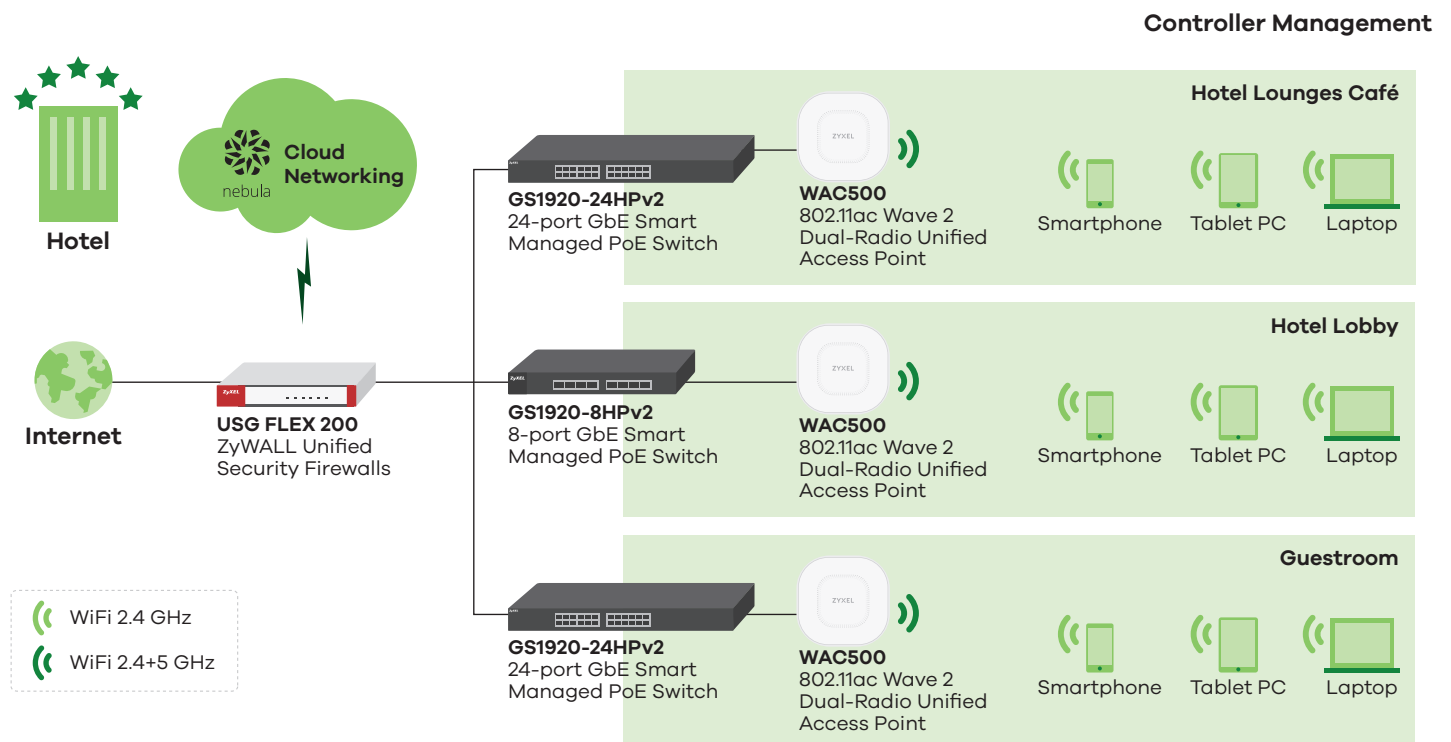 Controller Management
Hotel
nebula
Cloud
Networking
Internet
ZyXEL
USG FLEX 200
ZyWALL Unified
Security Firewalls
WiFi 2.4 GHz
WiFi 2.4+5 GHz
Hotel Lounges Café
ZyXEL
GS1920-24HPv2
24-port GbE Smart
Managed PoE Switch
ZYXEL
WAC500
802.11ac Wave 2
Dual-Radio Unified
Access Point
Smartphone
Tablet PC
Laptop
Hotel Lobby
ZyXEL
GS1920-8HPv2
8-port GbE Smart
Managed PoE Switch
ZYXEL
WAC500
802.11ac Wave 2
Dual-Radio Unified
Access Point
Smartphone
Tablet PC
Laptop
Guestroom
ZyXEL
GS1920-24HPv2
24-port GbE Smart
Managed PoE Switch
ZYXEL
WAC500
802.11ac Wave 2
Dual-Radio Unified
Access Point
Smartphone
Tablet PC
Laptop